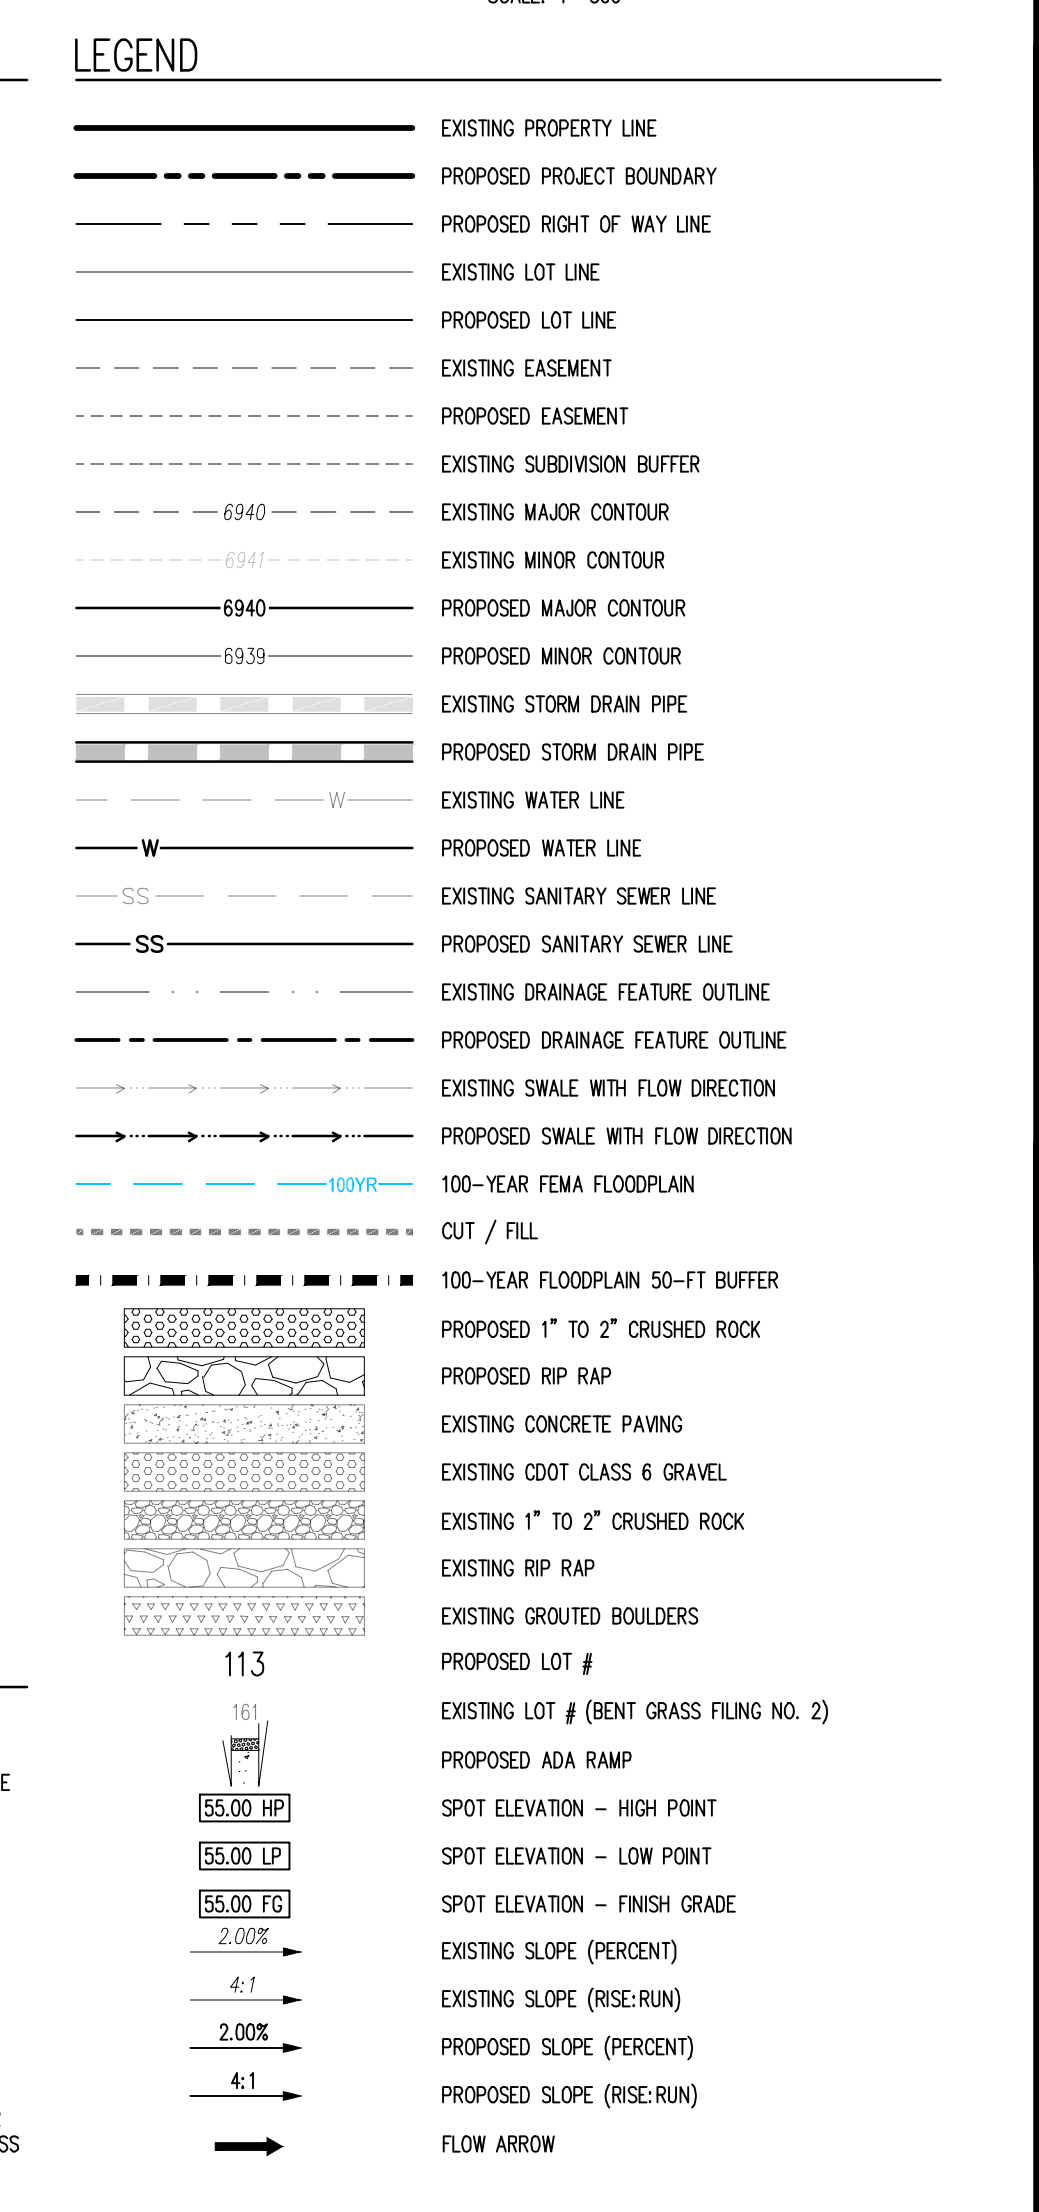 LEGEND
EXISTING PROPERTY LINE
PROPOSED PROJECT BOUNDARY
PROPOSED RIGHT OF WAY LINE
EXISTING LOT LINE
PROPOSED LOT LINE
EXISTING EASEMENT
PROPOSED EASEMENT
EXISTING SUBDIVISION BUFFER
6940 EXISTING MAJOR CONTOUR
6941 EXISTING MINOR CONTOUR
6940 PROPOSED MAJOR CONTOUR
6939 PROPOSED MINOR CONTOUR
EXISTING STORM DRAIN PIPE
PROPOSED STORM DRAIN PIPE
W EXISTING WATER LINE
W PROPOSED WATER LINE
SS EXISTING SANITARY SEWER LINE
SS PROPOSED SANITARY SEWER LINE
EXISTING DRAINAGE FEATURE OUTLINE
PROPOSED DRAINAGE FEATURE OUTLINE
EXISTING SWALE WITH FLOW DIRECTION
PROPOSED SWALE WITH FLOW DIRECTION
100YR 100-YEAR FEMA FLOODPLAIN
CUT / FILL
100-YEAR FLOODPLAIN 50-FT BUFFER
PROPOSED 1" TO 2" CRUSHED ROCK
PROPOSED RIP RAP
EXISTING CONCRETE PAVING
EXISTING CDOT CLASS 6 GRAVEL
EXISTING 1" TO 2" CRUSHED ROCK
EXISTING RIP RAP
EXISTING GROUTED BOULDERS
113 PROPOSED LOT #
161 EXISTING LOT # (BENT GRASS FILING NO. 2)
PROPOSED ADA RAMP
E
55.00 HP SPOT ELEVATION - HIGH POINT
55.00 LP SPOT ELEVATION - LOW POINT
55.00 FG SPOT ELEVATION - FINISH GRADE
2.00% EXISTING SLOPE (PERCENT)
4:1 EXISTING SLOPE (RISE:RUN)
2.00% PROPOSED SLOPE (PERCENT)
4:1 PROPOSED SLOPE (RISE:RUN)
SS FLOW ARROW